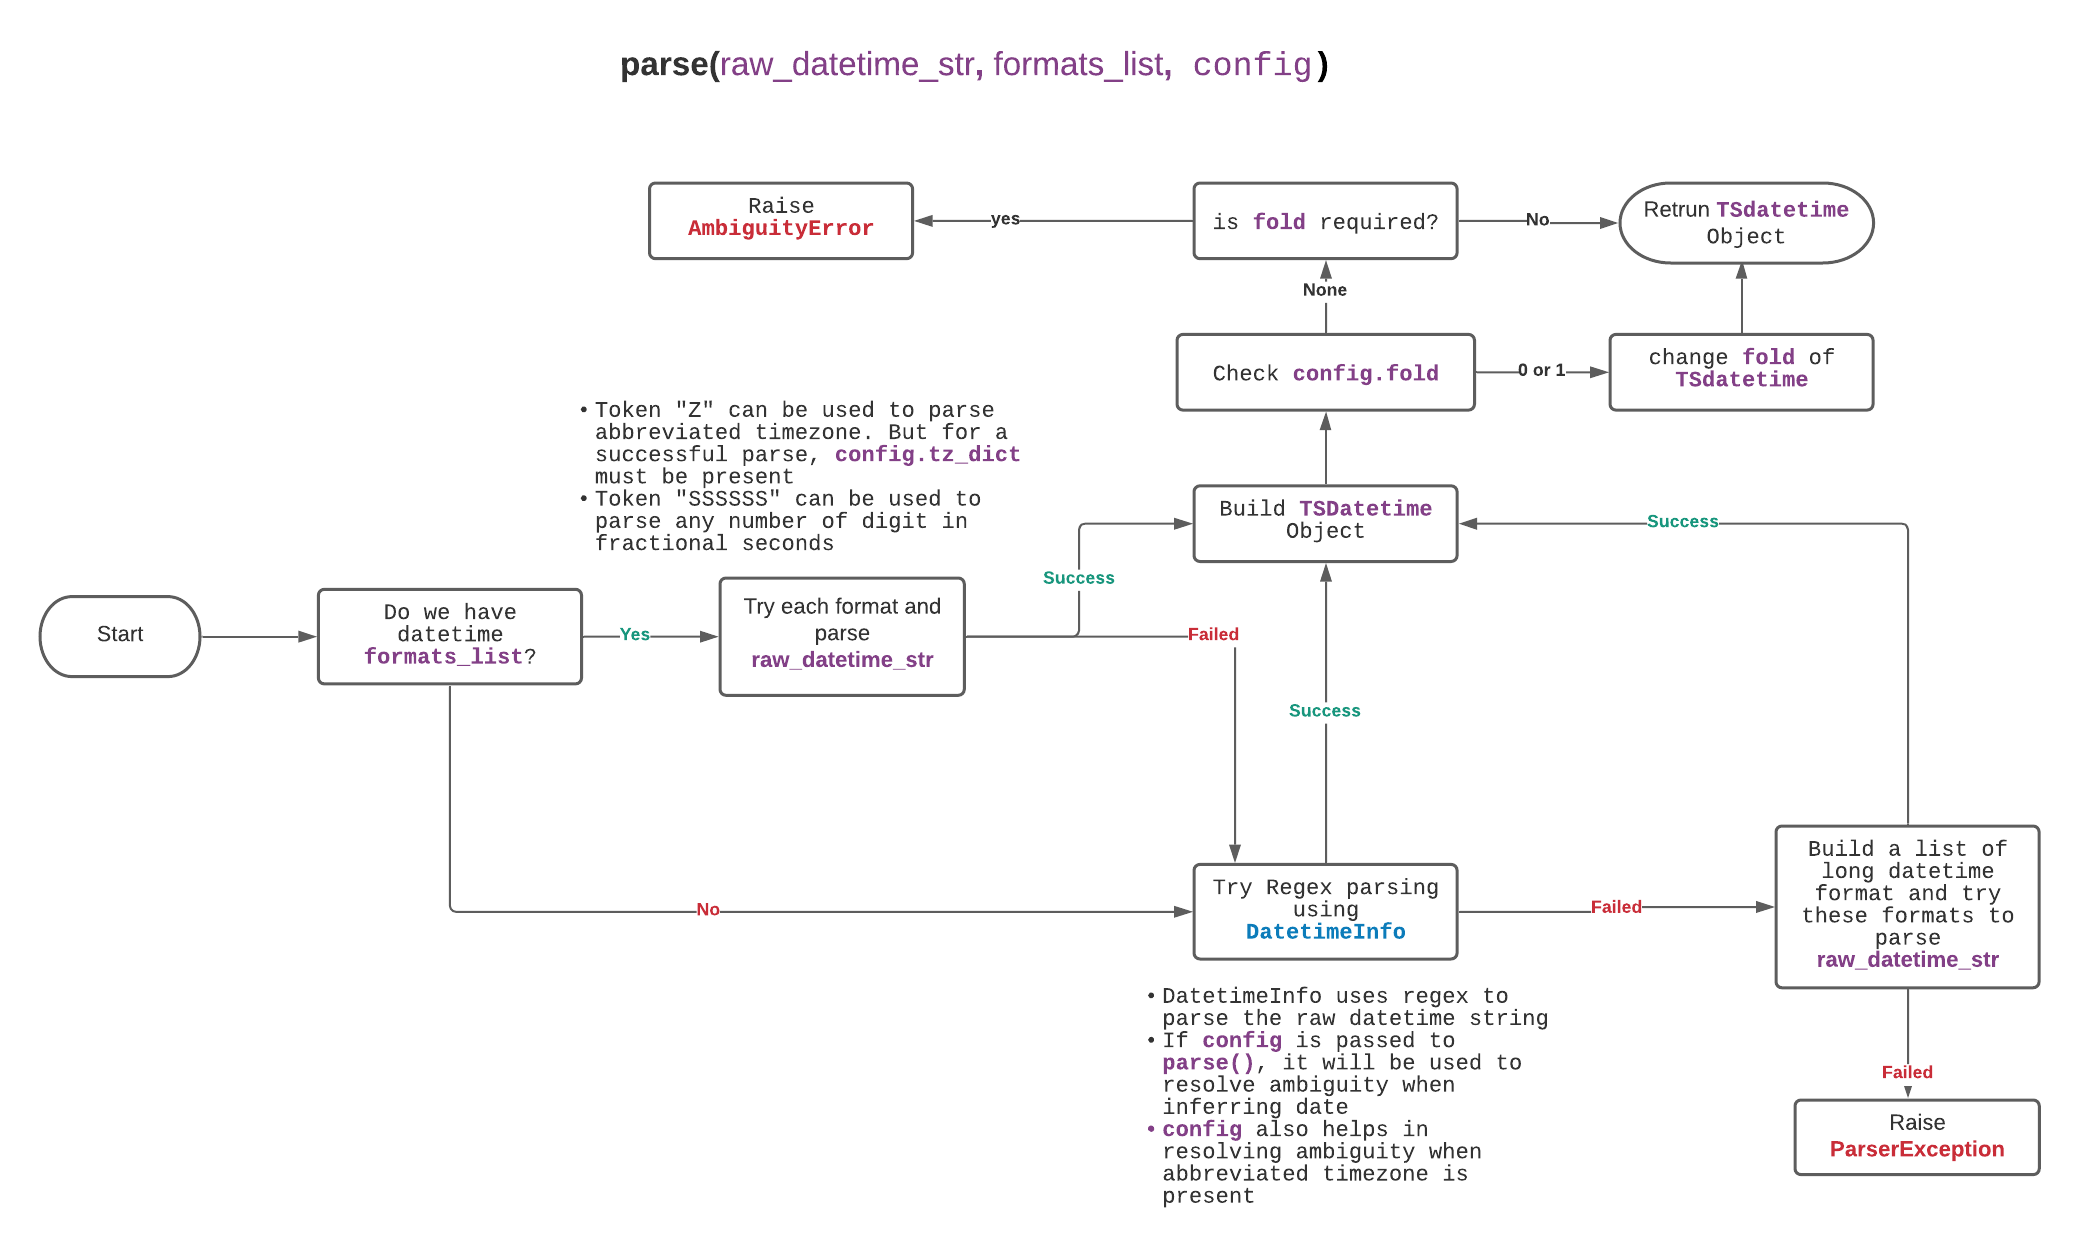 parse(raw_datetime_str, formats_list, config)
Raise
AmbiguityError
yes
is fold required?
No
Retrun TSdatetime
Object
None
Check config.fold
0 or 1
change fold of
TSdatetime
• Token "Z" can be used to parse
abbreviated timezone. But for a
successful parse, config.tz_dict
must be present
• Token "SSSSSS" can be used to
parse any number of digit in
fractional seconds
Build TSDatetime
Object
Success
Success
Start
Do we have
datetime
formats_list?
Yes
Try each format and
parse
raw_datetime_str
Failed
Success
No
Try Regex parsing
using
DatetimeInfo
Failed
Build a list of
long datetime
format and try
these formats to
parse
raw_datetime_str
• DatetimeInfo uses regex to
parse the raw datetime string
• If config is passed to
parse(), it will be used to
resolve ambiguity when
inferring date
• config also helps in
resolving ambiguity when
abbreviated timezone is
present
Failed
Raise
ParserException